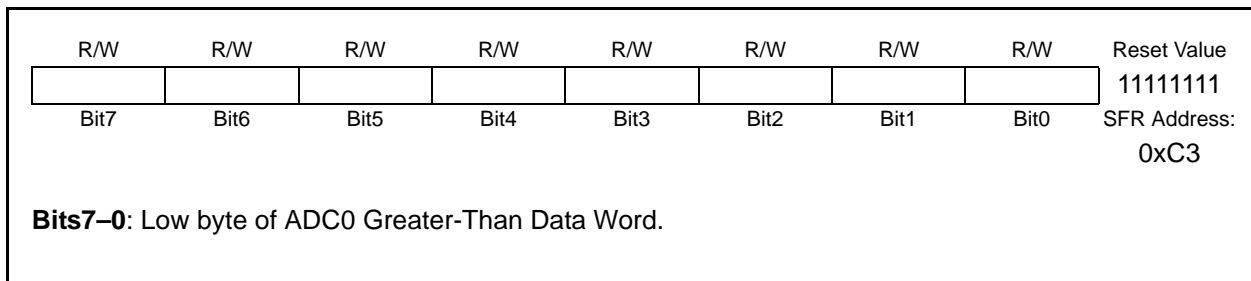 R/W R/W R/W R/W R/W R/W R/W R/W Reset Value
11111111
Bit7 Bit6 Bit5 Bit4 Bit3 Bit2 Bit1 Bit0 SFR Address:
0xC3
Bits7–0: Low byte of ADC0 Greater-Than Data Word.